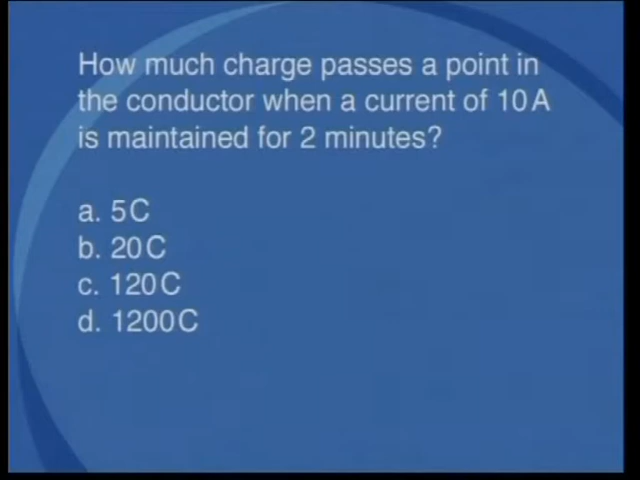 How much charge passes a point in
the conductor when a current of 10 A
is maintained for 2 minutes?
a. 5 C
b. 20 C
c. 120 C
d. 1200 C